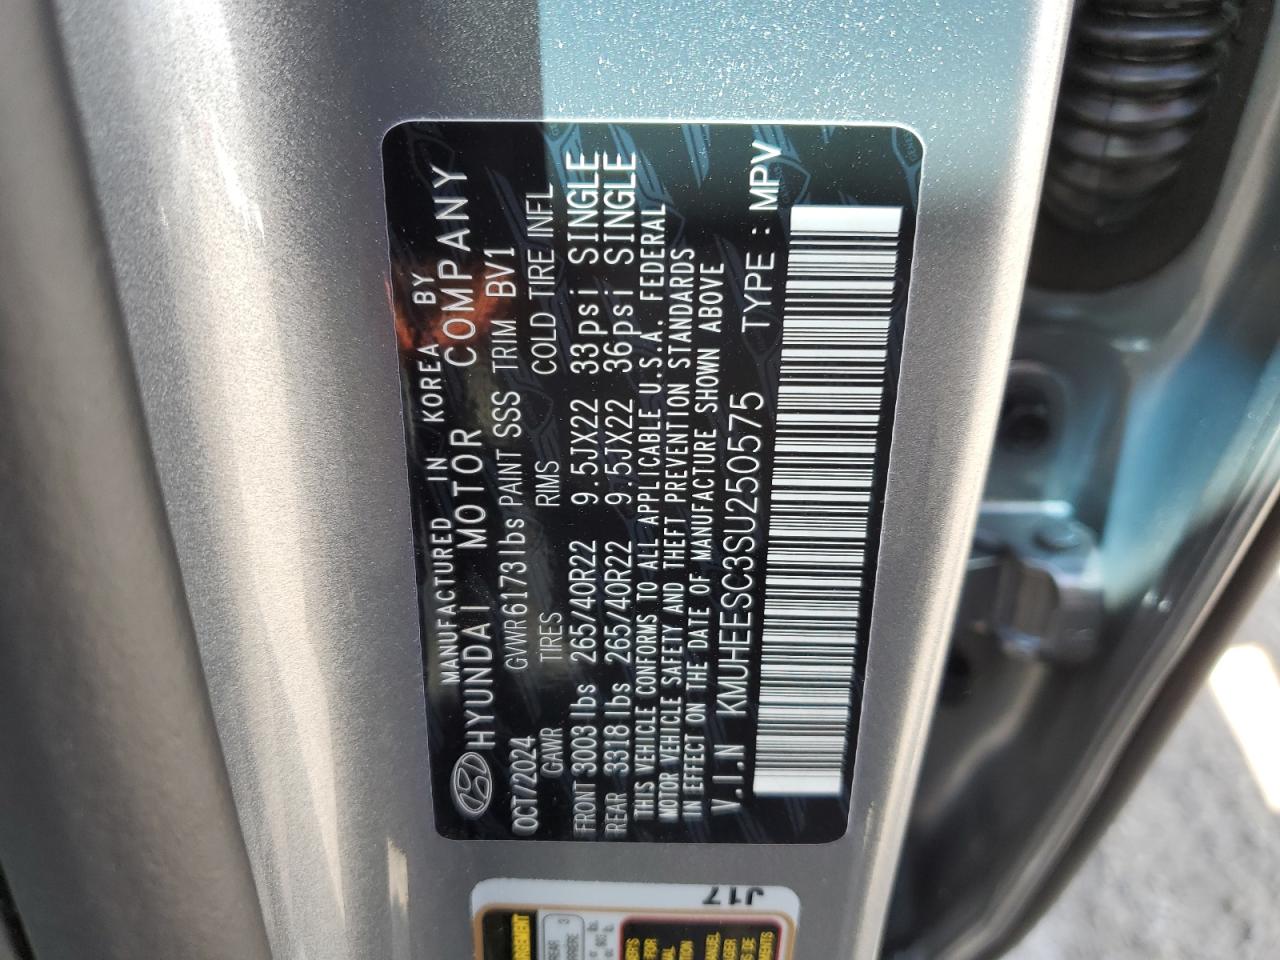 MANUFACTURED IN KOREA BY
HYUNDAI MOTOR COMPANY
OCT/2024 GVWR6173lbs PAINT SSS TRIM BV1
GAWR TIRES RIMS COLD TIRE INFL
FRONT 3003lbs 265/40R22 9.5JX22 33psi SINGLE
REAR 3318lbs 265/40R22 9.5JX22 36psi SINGLE
THIS VEHICLE CONFORMS TO ALL APPLICABLE U.S.A. FEDERAL
MOTOR VEHICLE SAFETY AND THEFT PREVENTION STANDARDS
IN EFFECT ON THE DATE OF MANUFACTURE SHOWN ABOVE
V.I.N KMUHEESC3SU250575 TYPE : MPV
J17